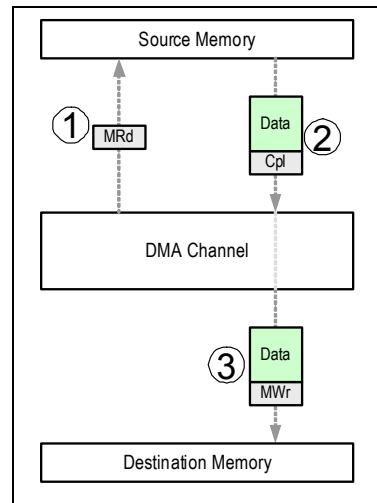 Source Memory
1
MRd
Data
2
Cpl
DMA Channel
Data
3
MWr
Destination Memory